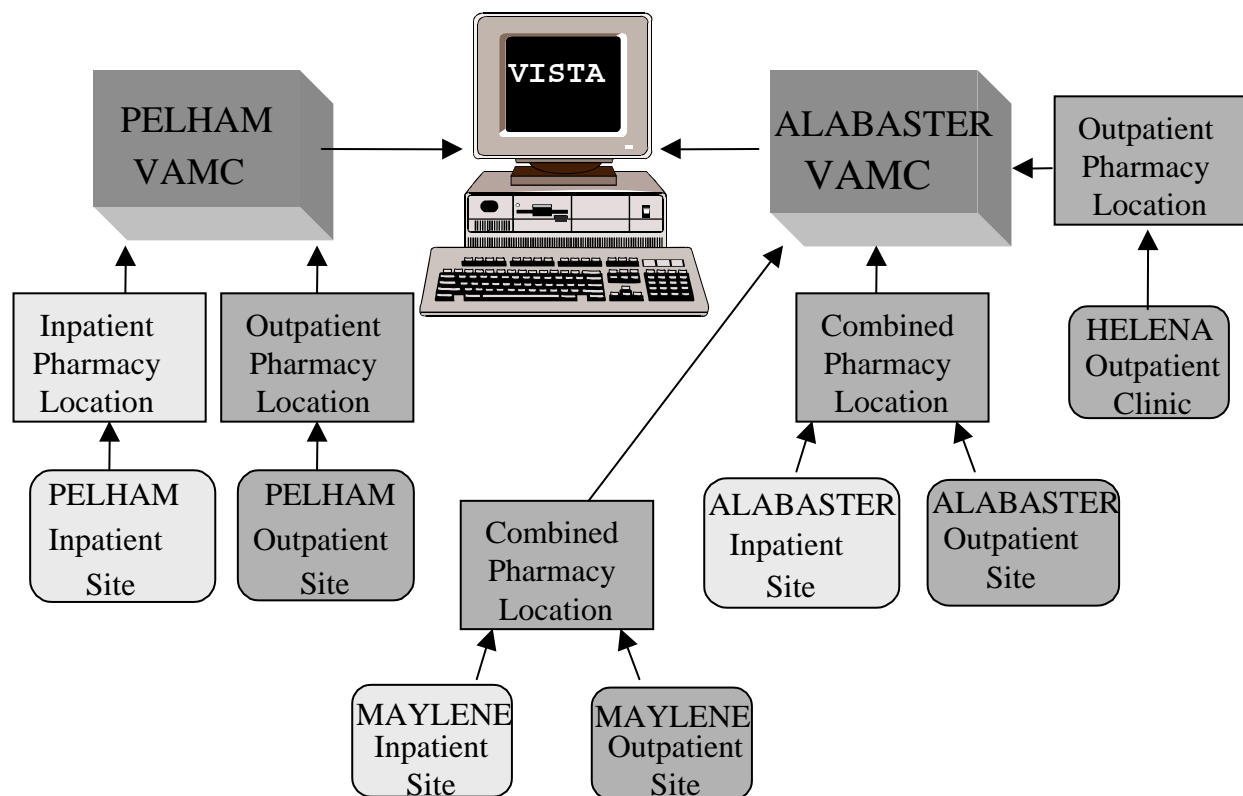 VISTA
PELHAM
VAMC
ALABASTER
VAMC
Outpatient
Pharmacy
Location
Inpatient
Pharmacy
Location
Outpatient
Pharmacy
Location
Combined
Pharmacy
Location
HELENA
Outpatient
Clinic
PELHAM
Inpatient
Site
PELHAM
Outpatient
Site
Combined
Pharmacy
Location
ALABASTER
Inpatient
Site
ALABASTER
Outpatient
Site
MAYLENE
Inpatient
Site
MAYLENE
Outpatient
Site